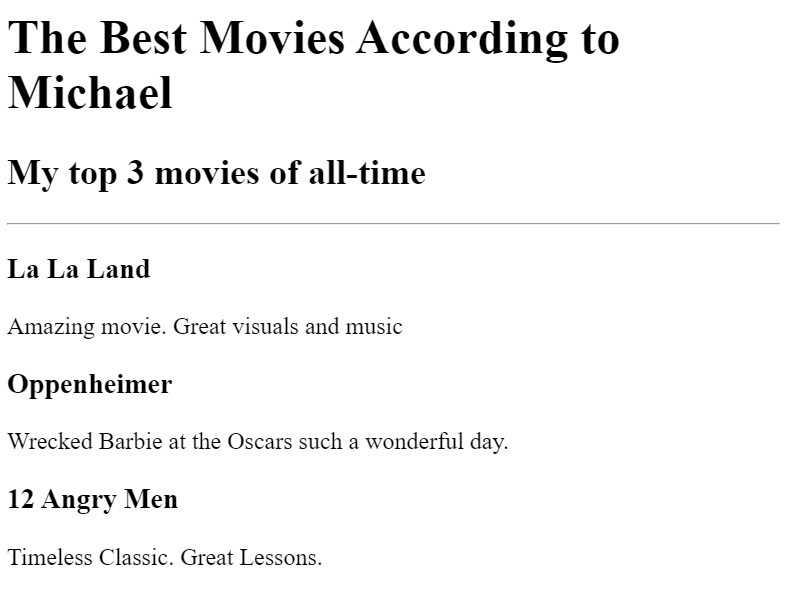 The Best Movies According to
Michael
My top 3 movies of all-time
La La Land
Amazing movie. Great visuals and music
Oppenheimer
Wrecked Barbie at the Oscars such a wonderful day.
12 Angry Men
Timeless Classic. Great Lessons.